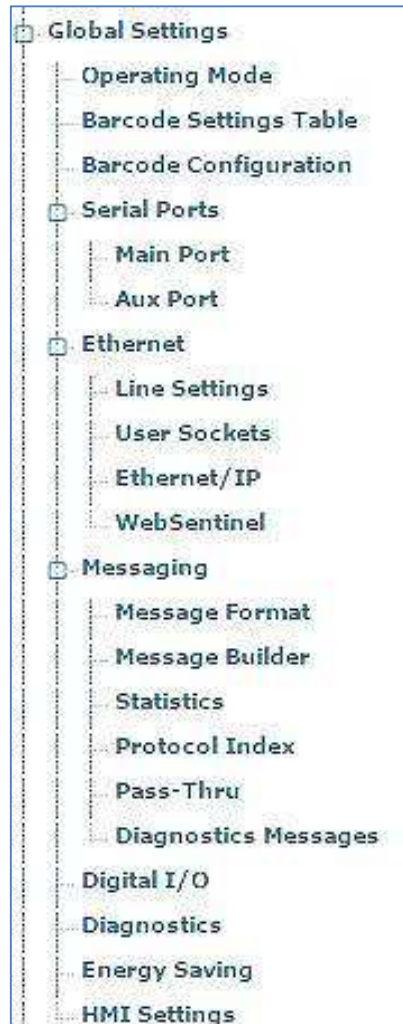 Global Settings
Operating Mode
Barcode Settings Table
Barcode Configuration
Serial Ports
Main Port
Aux Port
Ethernet
Line Settings
User Sockets
Ethernet/IP
WebSentinel
Messaging
Message Format
Message Builder
Statistics
Protocol Index
Pass-Thru
Diagnostics Messages
Digital I/O
Diagnostics
Energy Saving
HMI Settings